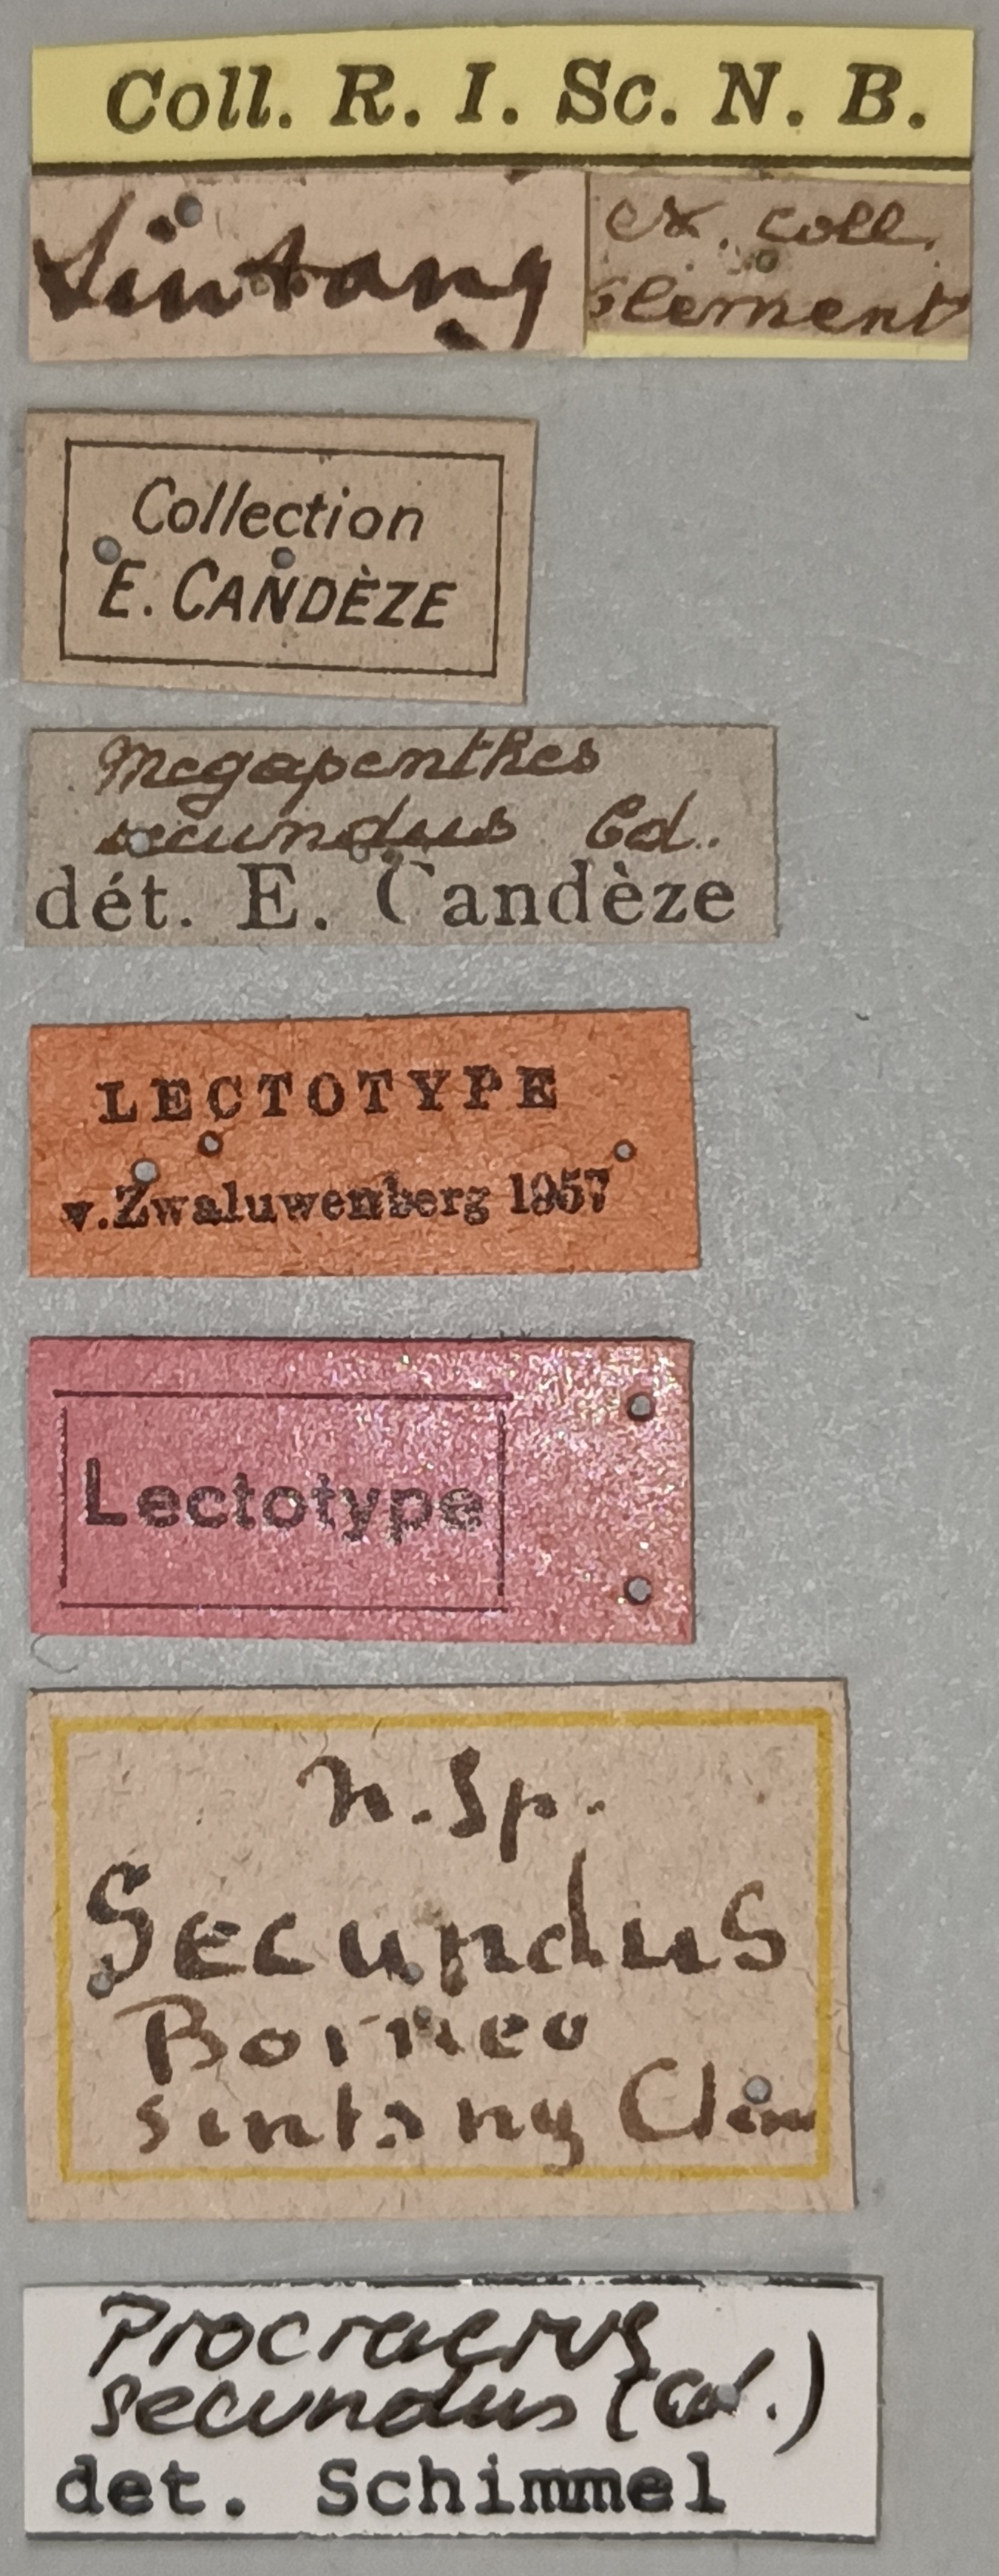 Coll. R. I. Sc. N. B.
Sintang
ex. coll.
Clement
Collection
E. CANDÈZE
Megapenthes
secundus Cd.
dét. E. Candèze
LECTOTYPE
v.Zwaluwenberg 1957
Lectotype
n. Sp.
Secundus
Borneo
sintang Clem
Procraerus
secundus (Cd.)
det. Schimmel